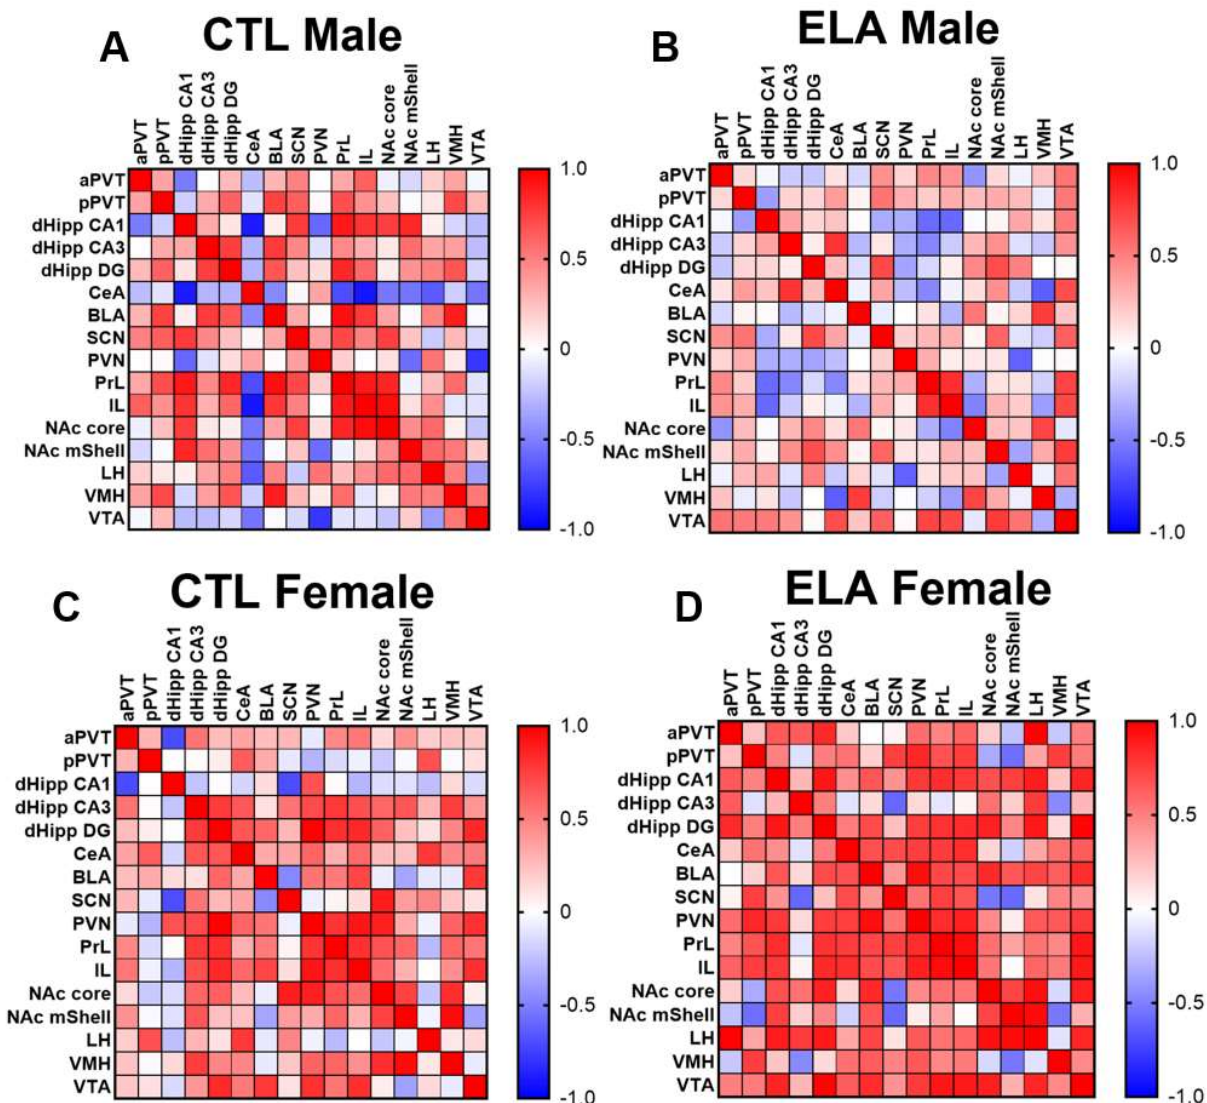 A
CTL Male
aPVT
pPVT
dHipp CA1
dHipp CA3
dHipp DG
CeA
BLA
SCN
PVN
PrL
IL
NAc core
NAc mShell
LH
VMH
VTA
aPVT
pPVT
dHipp CA1
dHipp CA3
dHipp DG
CeA
BLA
SCN
PVN
PrL
IL
NAc core
NAc mShell
LH
VMH
VTA
1.0
0.5
0
-0.5
-1.0
B
ELA Male
aPVT
pPVT
dHipp CA1
dHipp CA3
dHipp DG
CeA
BLA
SCN
PVN
PrL
IL
NAc core
NAc mShell
LH
VMH
VTA
aPVT
pPVT
dHipp CA1
dHipp CA3
dHipp DG
CeA
BLA
SCN
PVN
PrL
IL
NAc core
NAc mShell
LH
VMH
VTA
1.0
0.5
0
-0.5
-1.0
C
CTL Female
aPVT
pPVT
dHipp CA1
dHipp CA3
dHipp DG
CeA
BLA
SCN
PVN
PrL
IL
NAc core
NAc mShell
LH
VMH
VTA
aPVT
pPVT
dHipp CA1
dHipp CA3
dHipp DG
CeA
BLA
SCN
PVN
PrL
IL
NAc core
NAc mShell
LH
VMH
VTA
1.0
0.5
0
-0.5
-1.0
D
ELA Female
aPVT
pPVT
dHipp CA1
dHipp CA3
dHipp DG
CeA
BLA
SCN
PVN
PrL
IL
NAc core
NAc mShell
LH
VMH
VTA
aPVT
pPVT
dHipp CA1
dHipp CA3
dHipp DG
CeA
BLA
SCN
PVN
PrL
IL
NAc core
NAc mShell
LH
VMH
VTA
1.0
0.5
0
-0.5
-1.0